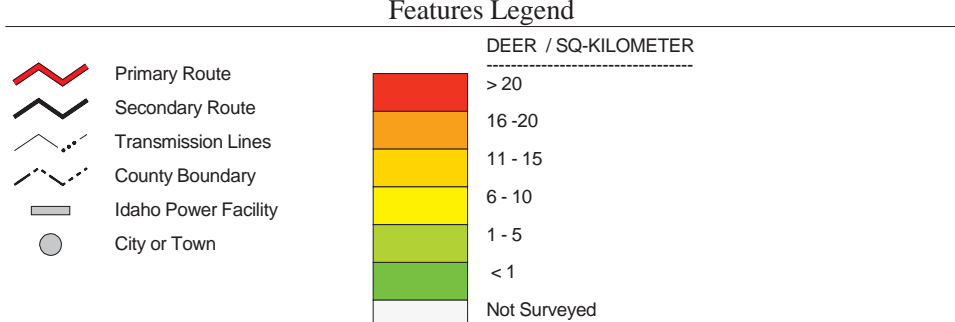 Features Legend
Primary Route
Secondary Route
Transmission Lines
County Boundary
Idaho Power Facility
City or Town
DEER / SQ-KILOMETER
> 20
16 -20
11 - 15
6 - 10
1 - 5
< 1
Not Surveyed